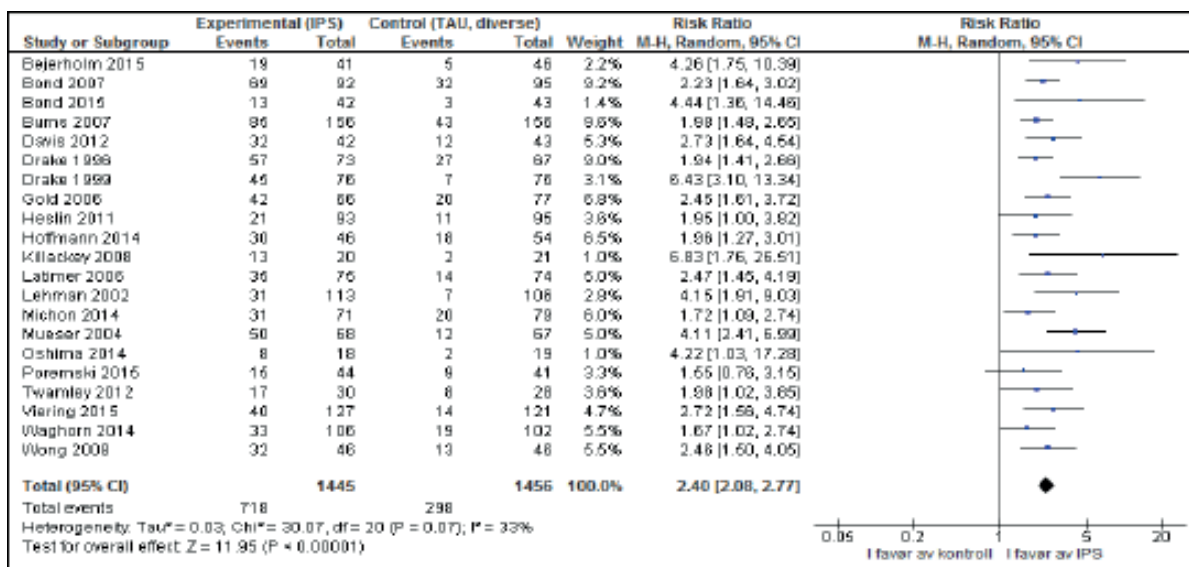 Experimental (IPS) Control (TAU, diverse) Risk Ratio Risk Ratio
Study or Subgroup Events Total Events Total Weight M-H, Random, 95% CI M-H, Random, 95% CI
Bejerholm 2015 19 41 5 46 2.2% 4.26 [1.75, 10.39]
Bond 2007 69 92 32 95 9.2% 2.23 [1.64, 3.02]
Bond 2015 13 42 3 43 1.4% 4.44 [1.36, 14.46]
Burns 2007 85 156 43 156 9.6% 1.98 [1.48, 2.65]
Davis 2012 32 42 12 43 5.3% 2.73 [1.64, 4.54]
Drake 1996 57 73 27 67 9.0% 1.94 [1.41, 2.66]
Drake 1999 45 76 7 76 3.1% 6.43 [3.10, 13.34]
Gold 2006 42 66 20 77 6.8% 2.45 [1.61, 3.72]
Heslin 2011 21 93 11 95 3.6% 1.95 [1.00, 3.82]
Hoffmann 2014 30 46 18 54 6.5% 1.96 [1.27, 3.01]
Killackey 2008 13 20 2 21 1.0% 6.83 [1.76, 26.51]
Latimer 2006 35 75 14 74 5.0% 2.47 [1.45, 4.19]
Lehman 2002 31 113 7 106 2.8% 4.15 [1.91, 9.03]
Michon 2014 31 71 20 79 6.0% 1.72 [1.09, 2.74]
Mueser 2004 50 68 12 67 5.0% 4.11 [2.41, 6.99]
Oshima 2014 8 18 2 19 1.0% 4.22 [1.03, 17.28]
Poremski 2015 15 44 9 41 3.3% 1.55 [0.76, 3.15]
Twamley 2012 17 30 8 28 3.6% 1.98 [1.02, 3.85]
Viering 2015 40 127 14 121 4.7% 2.72 [1.56, 4.74]
Waghorn 2014 33 106 19 102 5.5% 1.67 [1.02, 2.74]
Wong 2008 32 46 13 46 5.5% 2.46 [1.50, 4.05]
Total (95% CI) 1445 1456 100.0% 2.40 [2.08, 2.77]
Total events 718 298
Heterogeneity: Tau² = 0.03; Chi² = 30.07, df = 20 (P = 0.07); I² = 33%
Test for overall effect: Z = 11.95 (P < 0.00001)
0.05 0.2 1 5 20
I favør av kontroll I favør av IPS